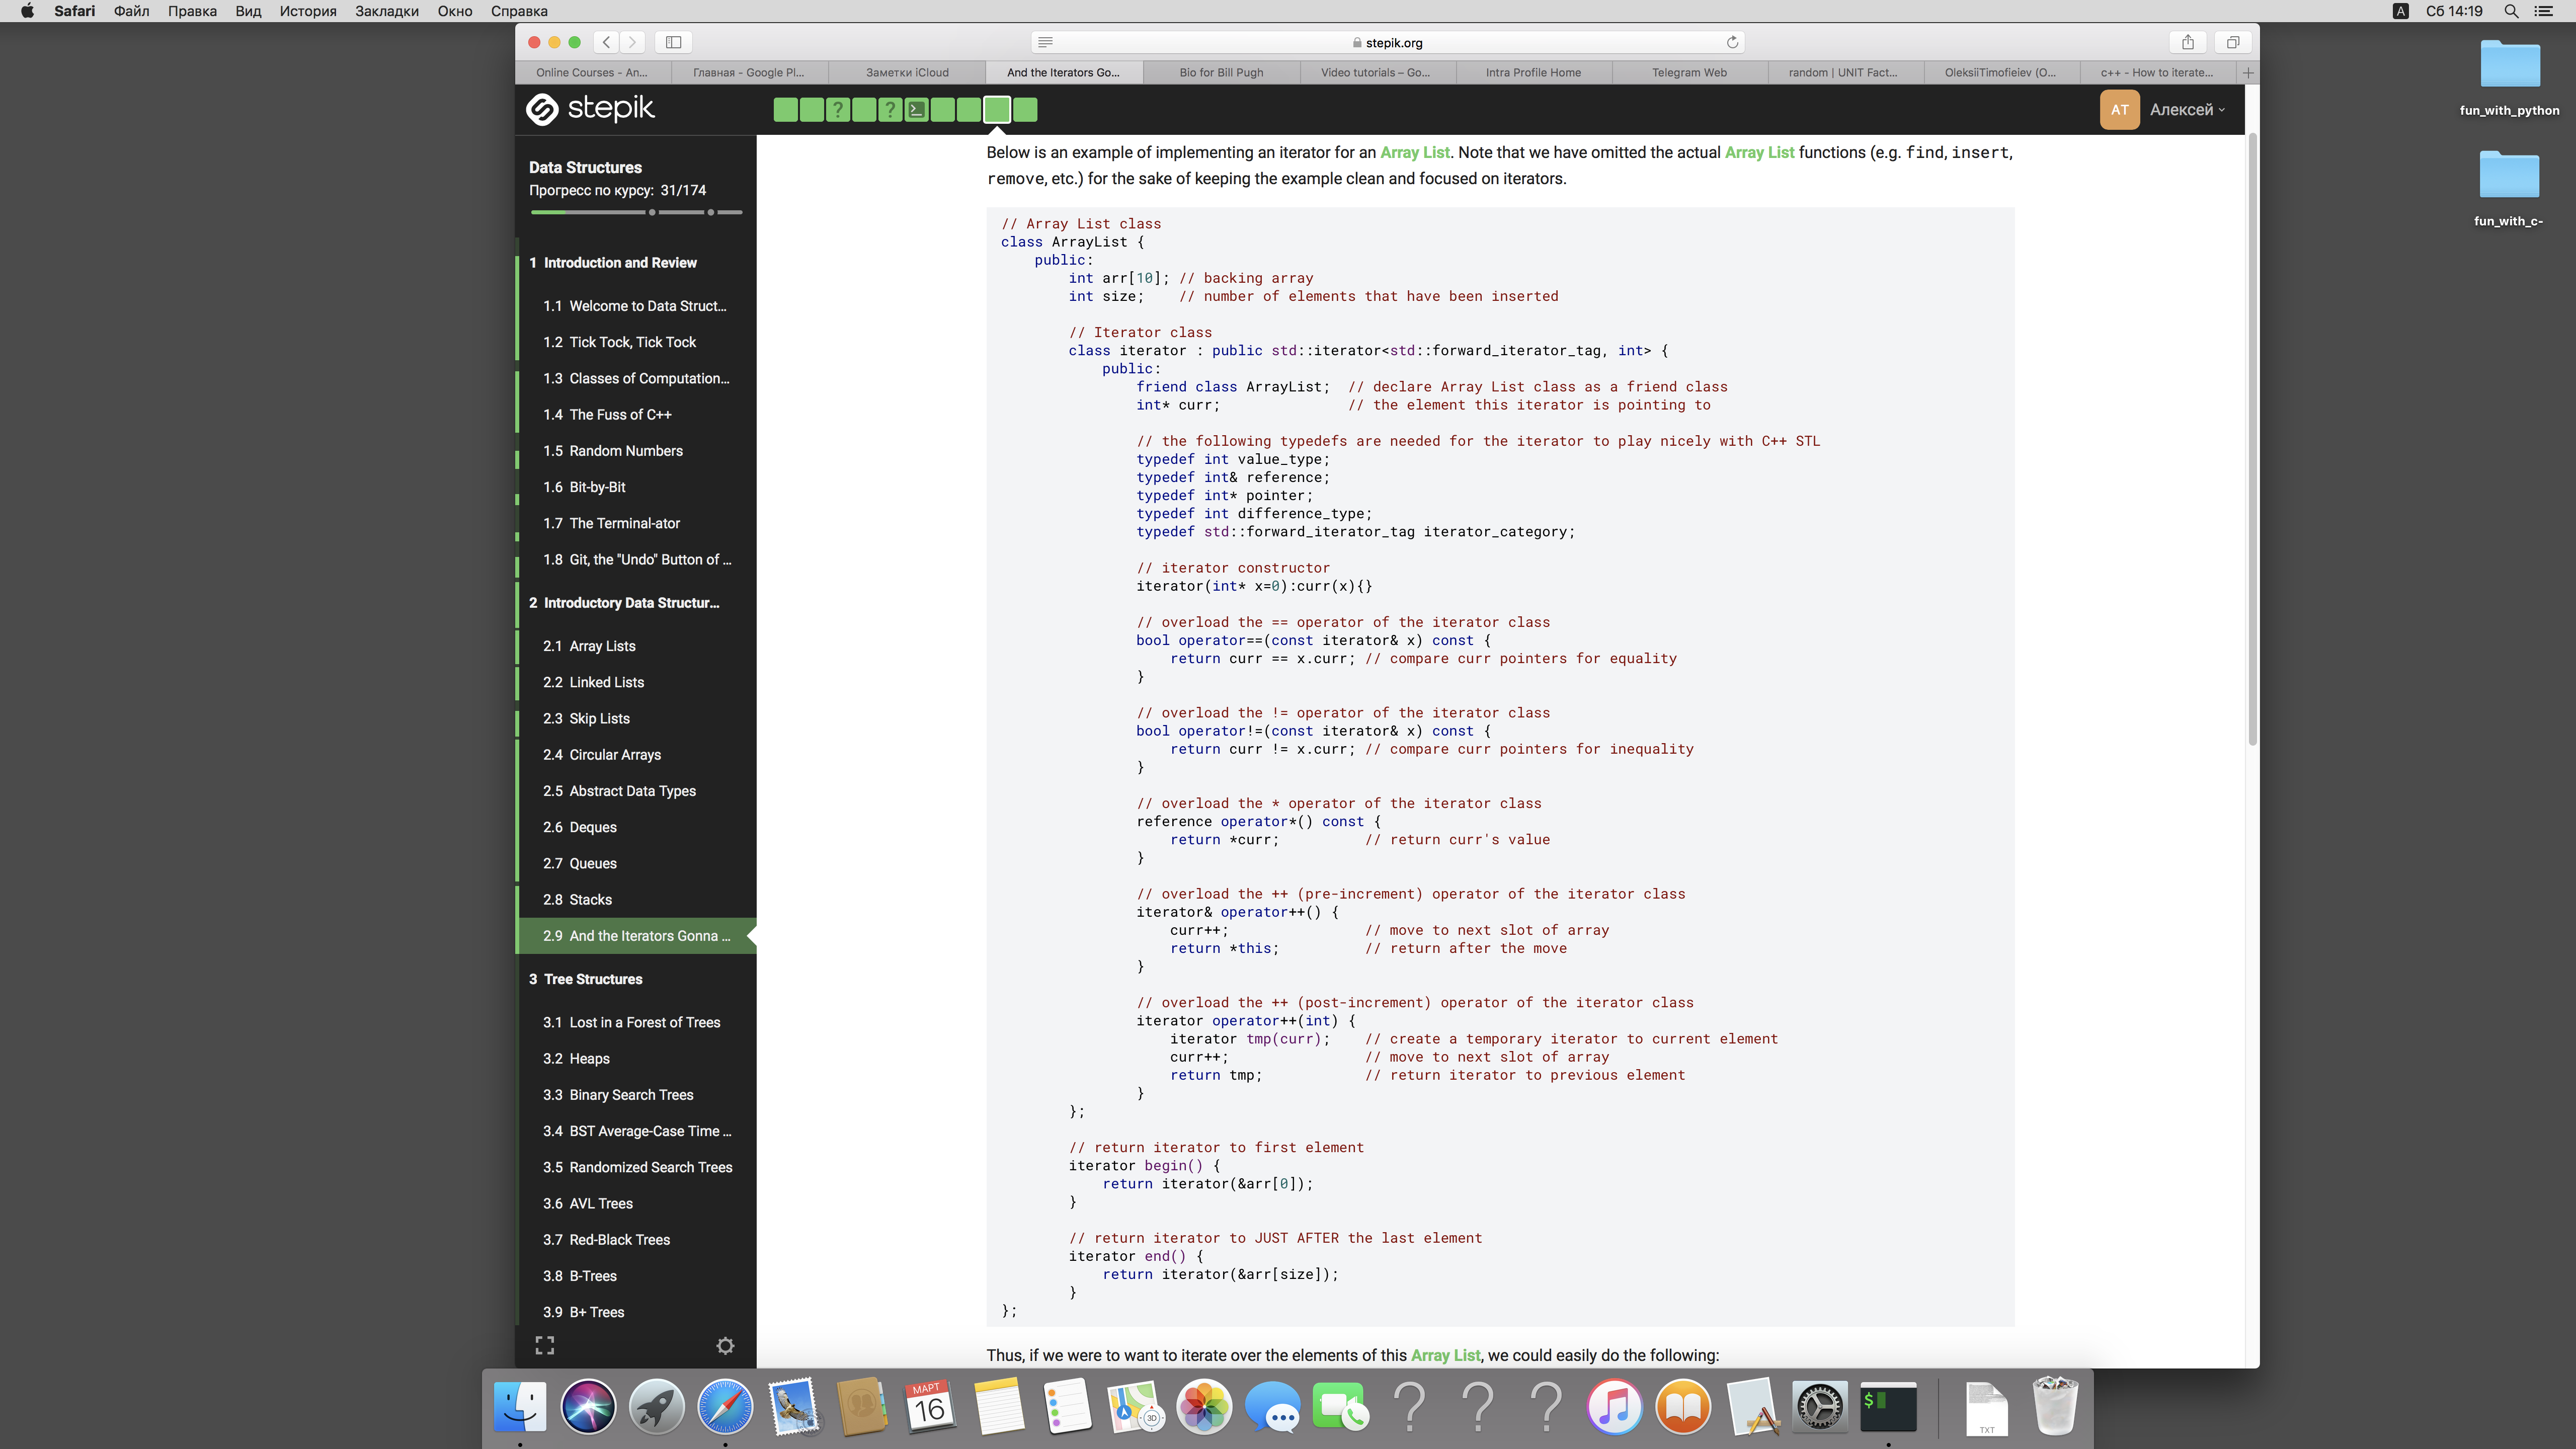 Safari Файл Правка Вид История Закладки Окно Справка
A Сб 14:19
stepik.org
Online Courses - An...
Главная - Google Pl...
Заметки iCloud
And the Iterators Go...
Bio for Bill Pugh
Video tutorials – Go...
Intra Profile Home
Telegram Web
random | UNIT Fact...
OleksiiTimofieiev (O...
c++ - How to iterate...
fun_with_python
fun_with_c-
stepik
? ?
AT Алексей
Data Structures
Прогресс по курсу: 31/174
1 Introduction and Review
1.1 Welcome to Data Struct...
1.2 Tick Tock, Tick Tock
1.3 Classes of Computation...
1.4 The Fuss of C++
1.5 Random Numbers
1.6 Bit-by-Bit
1.7 The Terminal-ator
1.8 Git, the "Undo" Button of ...
2 Introductory Data Structur...
2.1 Array Lists
2.2 Linked Lists
2.3 Skip Lists
2.4 Circular Arrays
2.5 Abstract Data Types
2.6 Deques
2.7 Queues
2.8 Stacks
2.9 And the Iterators Gonna ...
3 Tree Structures
3.1 Lost in a Forest of Trees
3.2 Heaps
3.3 Binary Search Trees
3.4 BST Average-Case Time ...
3.5 Randomized Search Trees
3.6 AVL Trees
3.7 Red-Black Trees
3.8 B-Trees
3.9 B+ Trees
Below is an example of implementing an iterator for an Array List. Note that we have omitted the actual Array List functions (e.g. find, insert,
remove, etc.) for the sake of keeping the example clean and focused on iterators.
// Array List class
class ArrayList {
public:
int arr[10]; // backing array
int size; // number of elements that have been inserted
// Iterator class
class iterator : public std::iterator<std::forward_iterator_tag, int> {
public:
friend class ArrayList; // declare Array List class as a friend class
int* curr; // the element this iterator is pointing to
// the following typedefs are needed for the iterator to play nicely with C++ STL
typedef int value_type;
typedef int& reference;
typedef int* pointer;
typedef int difference_type;
typedef std::forward_iterator_tag iterator_category;
// iterator constructor
iterator(int* x=0):curr(x){}
// overload the == operator of the iterator class
bool operator==(const iterator& x) const {
return curr == x.curr; // compare curr pointers for equality
}
// overload the != operator of the iterator class
bool operator!=(const iterator& x) const {
return curr != x.curr; // compare curr pointers for inequality
}
// overload the * operator of the iterator class
reference operator*() const {
return *curr; // return curr's value
}
// overload the ++ (pre-increment) operator of the iterator class
iterator& operator++() {
curr++; // move to next slot of array
return *this; // return after the move
}
// overload the ++ (post-increment) operator of the iterator class
iterator operator++(int) {
iterator tmp(curr); // create a temporary iterator to current element
curr++; // move to next slot of array
return tmp; // return iterator to previous element
}
};
// return iterator to first element
iterator begin() {
return iterator(&arr[0]);
}
// return iterator to JUST AFTER the last element
iterator end() {
return iterator(&arr[size]);
}
};
Thus, if we were to want to iterate over the elements of this Array List, we could easily do the following:
МАРТ
16
3D
? ? ?
$
TXT